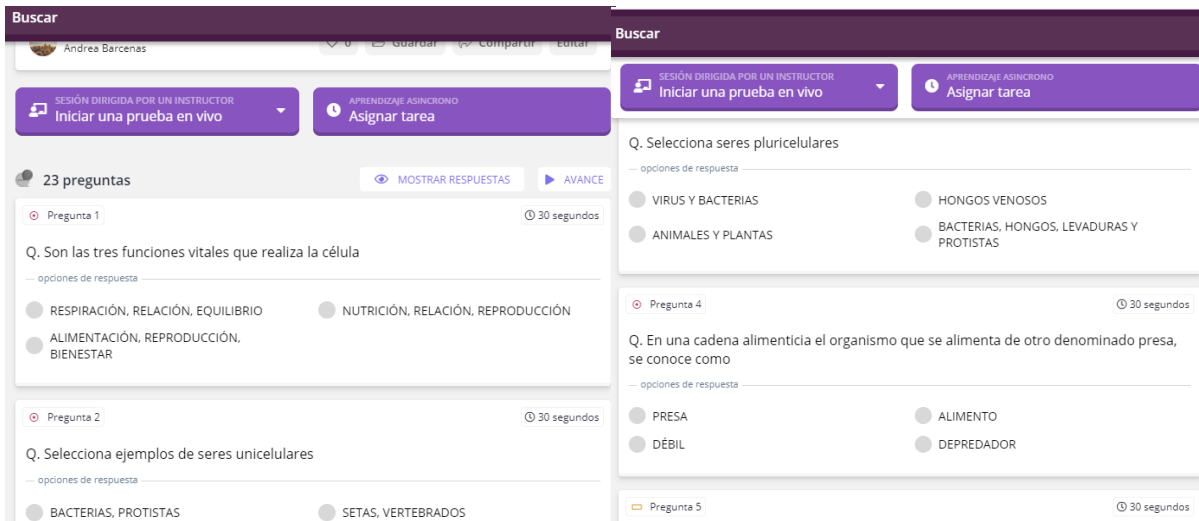 Buscar
Andrea Barcenas
0 Guardar Compartir Editar
SESIÓN DIRIGIDA POR UN INSTRUCTOR
Iniciar una prueba en vivo
APRENDIZAJE ASINCRONO
Asignar tarea
23 preguntas
MOSTRAR RESPUESTAS
AVANCE
Pregunta 1
30 segundos
Q. Son las tres funciones vitales que realiza la célula
opciones de respuesta
RESPIRACIÓN, RELACIÓN, EQUILIBRIO
NUTRICIÓN, RELACIÓN, REPRODUCCIÓN
ALIMENTACIÓN, REPRODUCCIÓN,
BIENESTAR
Pregunta 2
30 segundos
Q. Selecciona ejemplos de seres unicelulares
opciones de respuesta
BACTERIAS, PROTISTAS
SETAS, VERTEBRADOS
Buscar
SESIÓN DIRIGIDA POR UN INSTRUCTOR
Iniciar una prueba en vivo
APRENDIZAJE ASINCRONO
Asignar tarea
Q. Selecciona seres pluricelulares
opciones de respuesta
VIRUS Y BACTERIAS
HONGOS VENOSOS
ANIMALES Y PLANTAS
BACTERIAS, HONGOS, LEVADURAS Y
PROTISTAS
Pregunta 4
30 segundos
Q. En una cadena alimenticia el organismo que se alimenta de otro denominado presa,
se conoce como
opciones de respuesta
PRESA
ALIMENTO
DÉBIL
DEPREDADOR
Pregunta 5
30 segundos